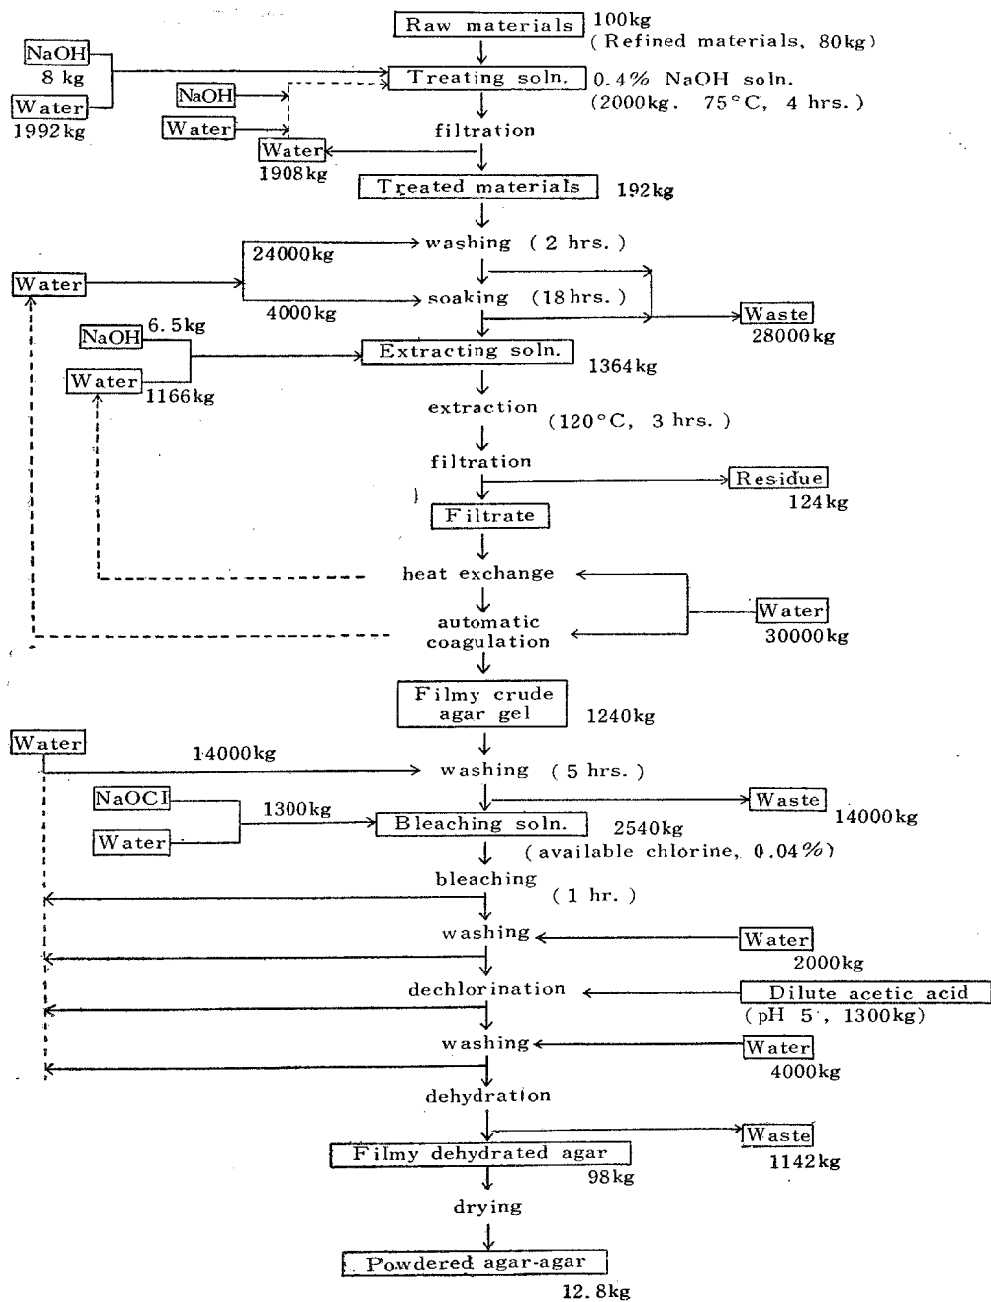 Raw materials 100kg
(Refined materials, 80kg)
NaOH
8 kg
Treating soln. 0.4% NaOH soln.
(2000kg. 75°C, 4 hrs.)
NaOH
Water
1992kg
Water
filtration
Water
1908kg
Treated materials 192kg
washing (2 hrs.)
24000kg
Water
soaking (18hrs.)
4000kg
Waste
28000kg
NaOH 6.5kg
Extracting soln.
1364kg
Water
1166kg
extraction
(120°C, 3 hrs.)
filtration
Residue
124kg
Filtrate
heat exchange
Water
30000kg
automatic
coagulation
Filmy crude
agar gel 1240kg
Water
14000kg
washing (5 hrs.)
NaOCl
1300kg
Waste
14000kg
Bleaching soln. 2540kg
(available chlorine, 0.04%)
Water
bleaching
(1 hr.)
washing
Water
2000kg
dechlorination
Dilute acetic acid
(pH 5, 1300kg)
washing
Water
4000kg
dehydration
Waste
1142kg
Filmy dehydrated agar
98kg
drying
Powdered agar-agar
12.8kg